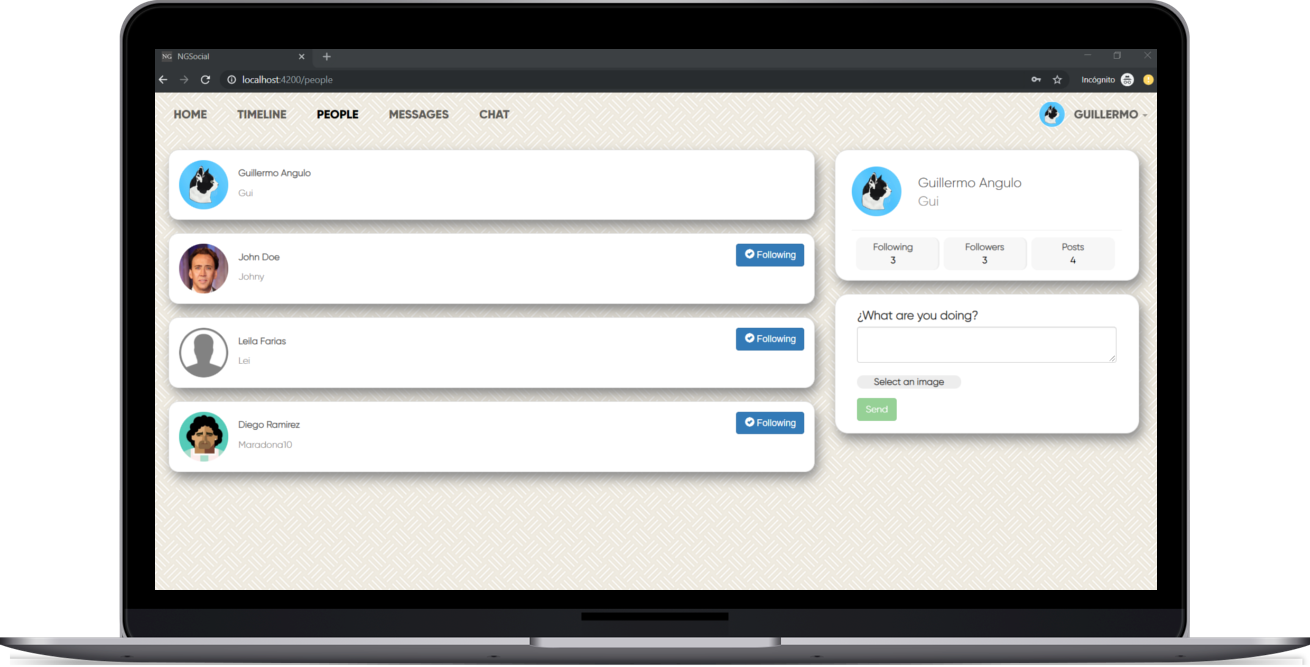 NG NGSocial
localhost:4200/people
Incógnito
HOME TIMELINE PEOPLE MESSAGES CHAT GUILLERMO
Guillermo Angulo
Gui
John Doe
Johny
Following
Leila Farias
Lei
Following
Diego Ramirez
Maradona10
Following
Guillermo Angulo
Gui
Following Followers Posts
3 3 4
¿What are you doing?
Select an image
Send